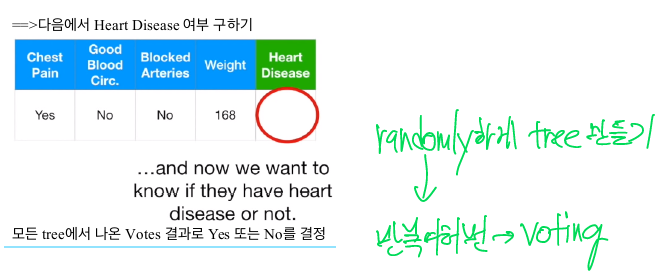 ==>다음에서 Heart Disease 여부 구하기
Chest Pain
Good Blood Circ.
Blocked Arteries
Weight
Heart Disease
Yes
No
No
168
...and now we want to
know if they have heart
disease or not.
모든 tree에서 나온 Votes 결과로 Yes 또는 No를 결정
randomly하게 tree 만들기
반복여러번 → voting